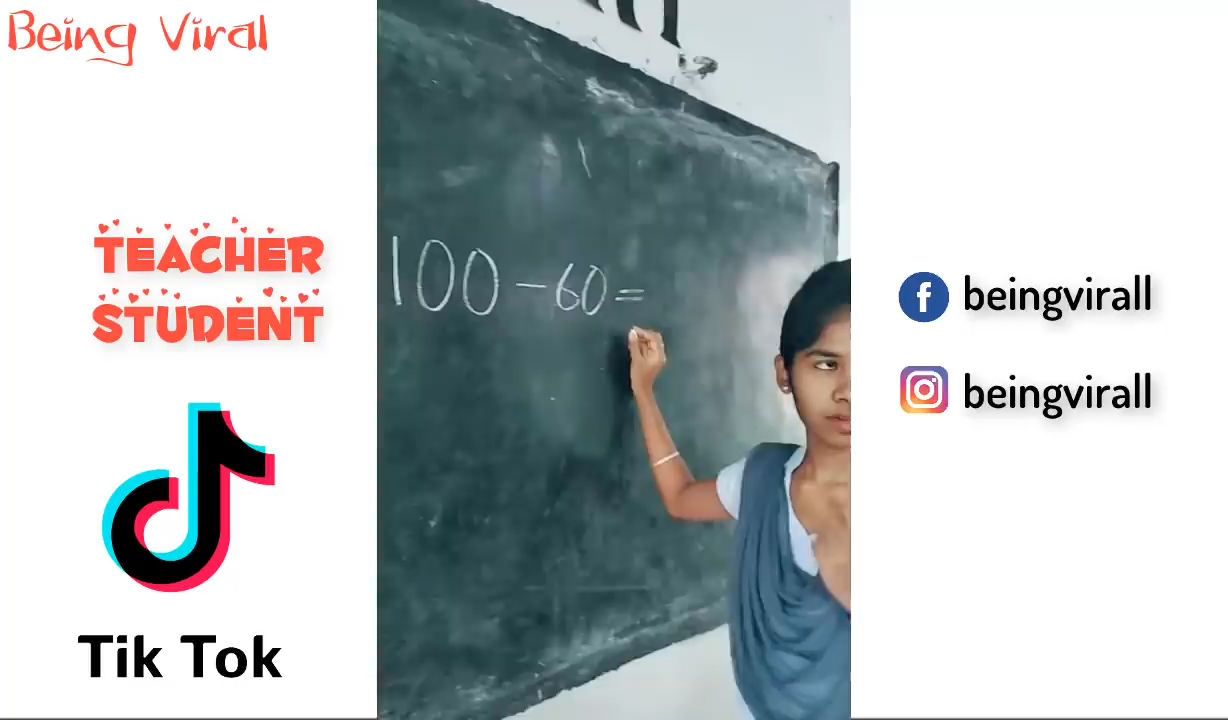 Being Viral
TEACHER
STUDENT
Tik Tok
100-60=
beingvirall
beingvirall